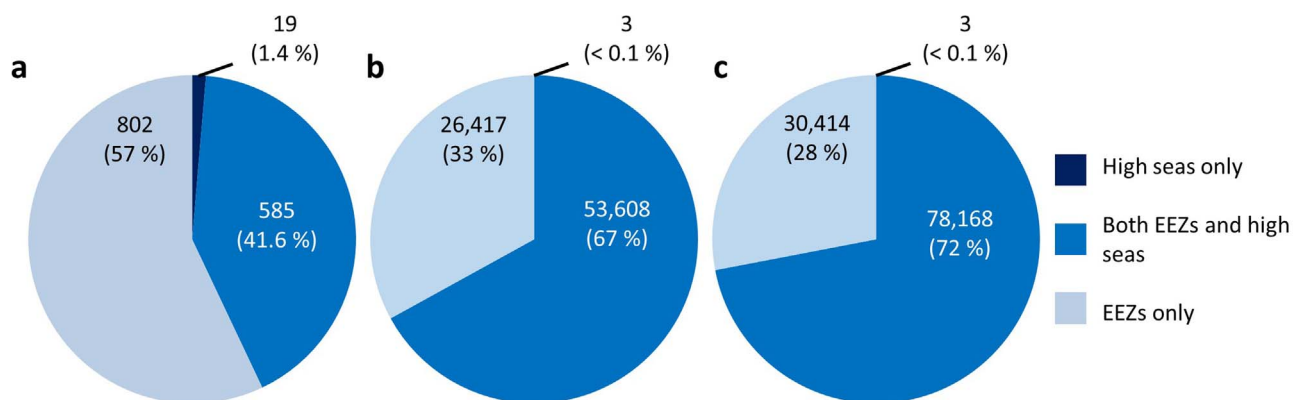 a
19
(1.4 %)
802
(57 %)
585
(41.6 %)
b
3
(< 0.1 %)
26,417
(33 %)
53,608
(67 %)
c
3
(< 0.1 %)
30,414
(28 %)
78,168
(72 %)
High seas only
Both EEZs and high
seas
EEZs only